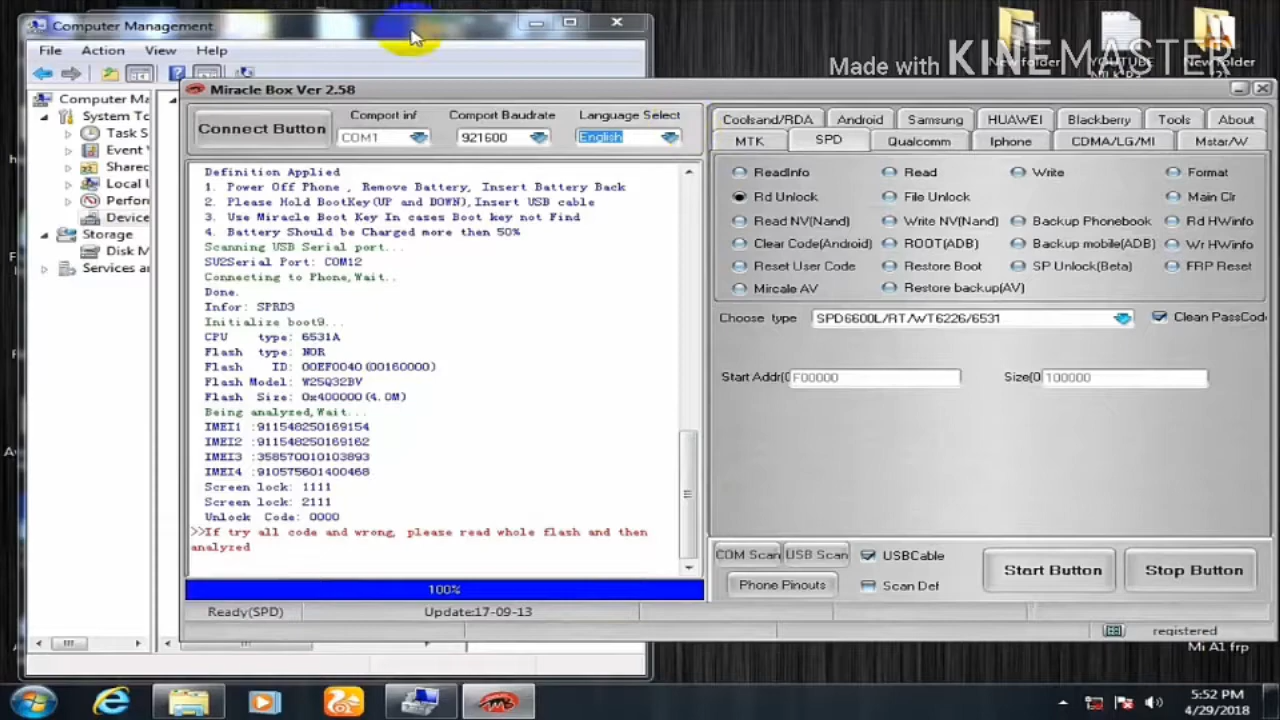 Computer Management
File Action View Help
Made with KINEMASTER
New folder
YOUTUBE
New folder
Computer Ma
System To
Task S
Event
Shared
Local U
Perfor
Device
Storage
Disk M
Services ar
Miracle Box Ver 2.58
Connect Button
Comport inf
COM1
Comport Baudrate
921600
Language Select
English
Definition Applied
1. Power Off Phone , Remove Battery, Insert Battery Back
2. Please Hold BootKey(UP and DOWN),Insert USB cable
3. Use Miracle Boot Key In cases Boot key not Find
4. Battery Should be Charged more then 50%
Scanning USB Serial port...
SU2Serial Port: COM12
Connecting to Phone,Wait..
Done.
Infor: SPRD3
Initialize boot9...
CPU type: 6531A
Flash type: NOR
Flash ID: 00EF0040(00160000)
Flash Model: W25Q32BV
Flash Size: 0x400000(4.0M)
Being analyzed,Wait...
IMEI1 :911548250169154
IMEI2 :911548250169162
IMEI3 :358570010103893
IMEI4 :910575601400468
Screen lock: 1111
Screen lock: 2111
Unlock Code: 0000
>>If try all code and wrong, please read whole flash and then
analyzed
100%
Ready(SPD) Update:17-09-13
Coolsand/RDA Android Samsung HUAWEI Blackberry Tools About
MTK SPD Qualcomm Iphone CDMA/LG/MI Mstar/W
ReadInfo Read Write Format
Rd Unlock File Unlock Main Clr
Read NV(Nand) Write NV(Nand) Backup Phonebook Rd HWinfo
Clear Code(Android) ROOT(ADB) Backup mobile(ADB) Wr HWinfo
Reset User Code Restore Boot SP Unlock(Beta) FRP Reset
Mircale AV Restore backup(AV)
Choose type SPD6600L/RT/WT6226/6531 Clean PassCod
Start Addr(0 F00000 Size(0 100000
COM Scan USB Scan USBCable
Phone Pinouts Scan Def
Start Button Stop Button
registered
Mi A1 frp
5:52 PM
4/29/2018